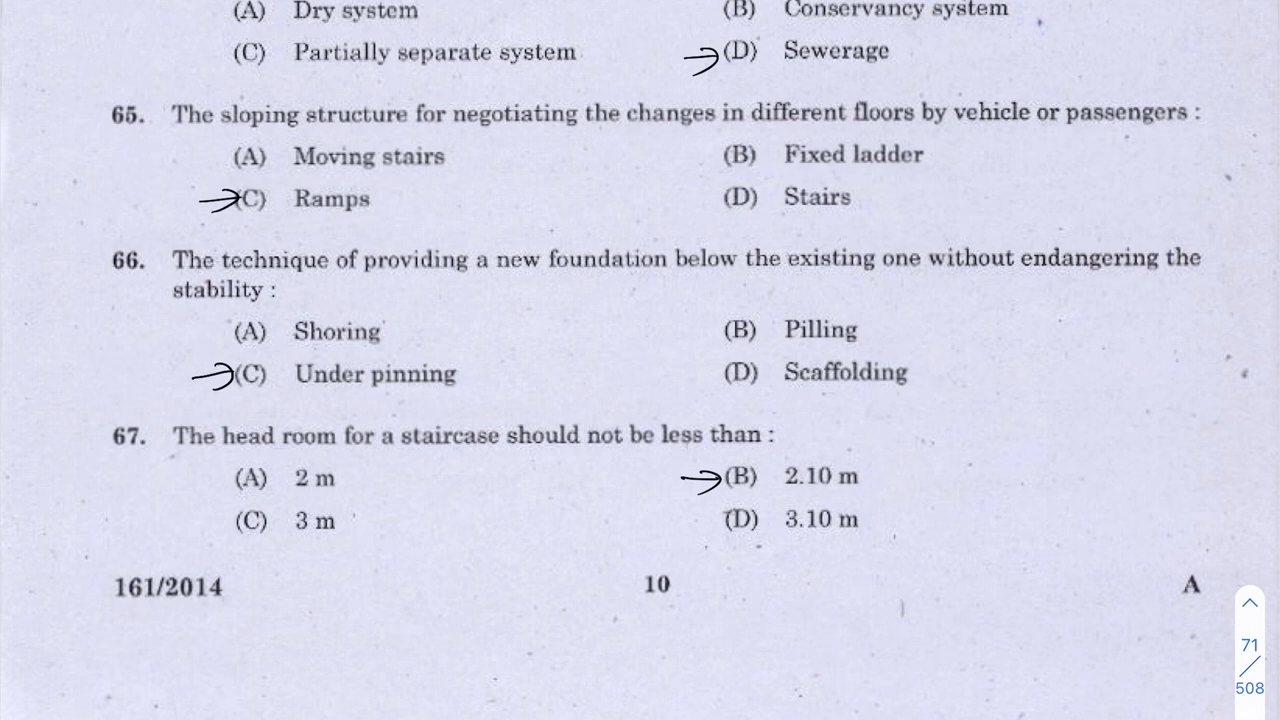 (A) Dry system (B) Conservancy system
(C) Partially separate system (D) Sewerage
65. The sloping structure for negotiating the changes in different floors by vehicle or passengers :
(A) Moving stairs (B) Fixed ladder
(C) Ramps (D) Stairs
66. The technique of providing a new foundation below the existing one without endangering the
stability :
(A) Shoring (B) Pilling
(C) Under pinning (D) Scaffolding
67. The head room for a staircase should not be less than :
(A) 2 m (B) 2.10 m
(C) 3 m (D) 3.10 m
161/2014 10 A
71
508